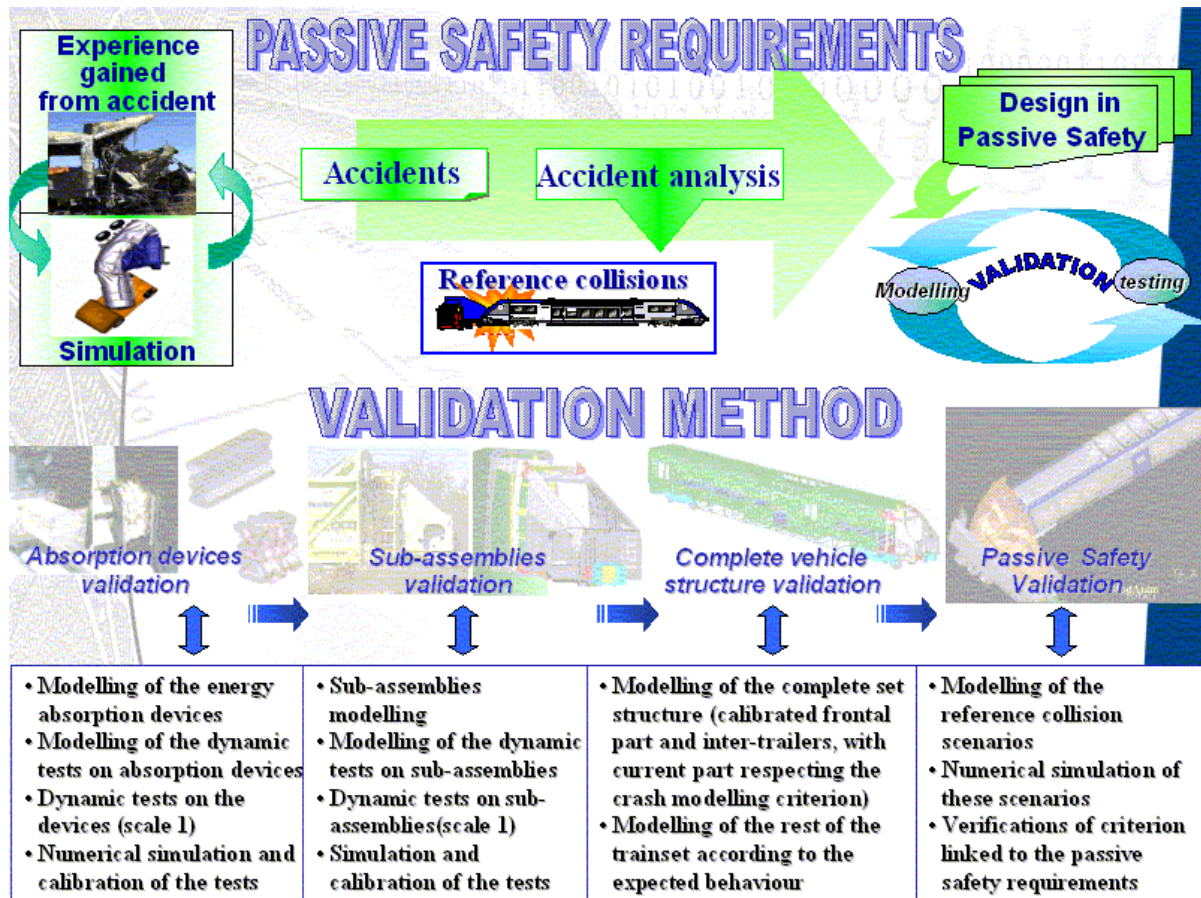 PASSIVE SAFETY REQUIREMENTS
Experience
gained
from accident
Simulation
Accidents
Accident analysis
Reference collisions
Design in
Passive Safety
Modelling
VALIDATION
testing
VALIDATION METHOD
Absorption devices
validation
Sub-assemblies
validation
Complete vehicle
structure validation
Passive Safety
Validation
• Modelling of the energy
absorption devices
• Modelling of the dynamic
tests on absorption devices
• Dynamic tests on the
devices (scale 1)
• Numerical simulation and
calibration of the tests
• Sub-assemblies
modelling
• Modelling of the dynamic
tests on sub-assemblies
• Dynamic tests on sub-
assemblies(scale 1)
• Simulation and
calibration of the tests
• Modelling of the complete set
structure (calibrated frontal
part and inter-trailers, with
current part respecting the
crash modelling criterion)
• Modelling of the rest of the
trainset according to the
expected behaviour
• Modelling of the
reference collision
scenarios
• Numerical simulation of
these scenarios
• Verifications of criterion
linked to the passive
safety requirements